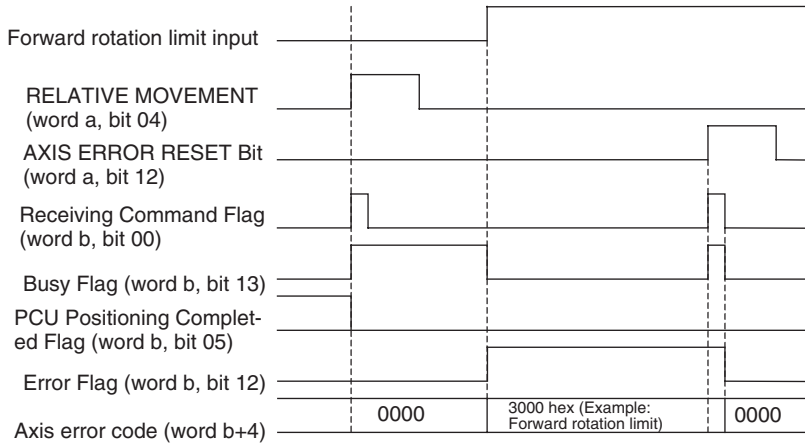 Forward rotation limit input
RELATIVE MOVEMENT
(word a, bit 04)
AXIS ERROR RESET Bit
(word a, bit 12)
Receiving Command Flag
(word b, bit 00)
Busy Flag (word b, bit 13)
PCU Positioning Complet-
ed Flag (word b, bit 05)
Error Flag (word b, bit 12)
Axis error code (word b+4)
0000
3000 hex (Example:
Forward rotation limit)
0000